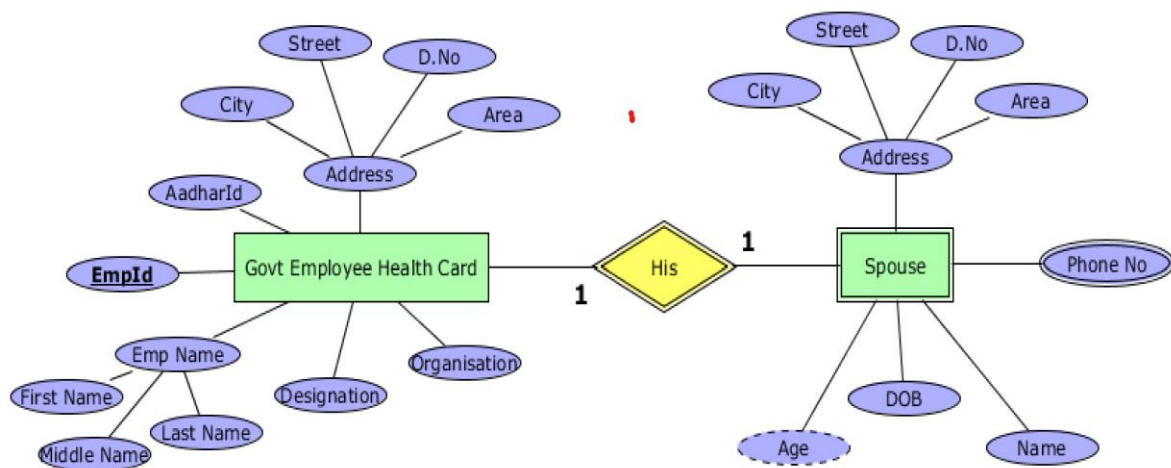 Street
D.No
City
Area
Address
AadharId
Govt Employee Health Card
EmpId
Emp Name
First Name
Middle Name
Last Name
Designation
Organisation
1
His
1
Street
D.No
City
Area
Address
Spouse
Phone No
Age
DOB
Name